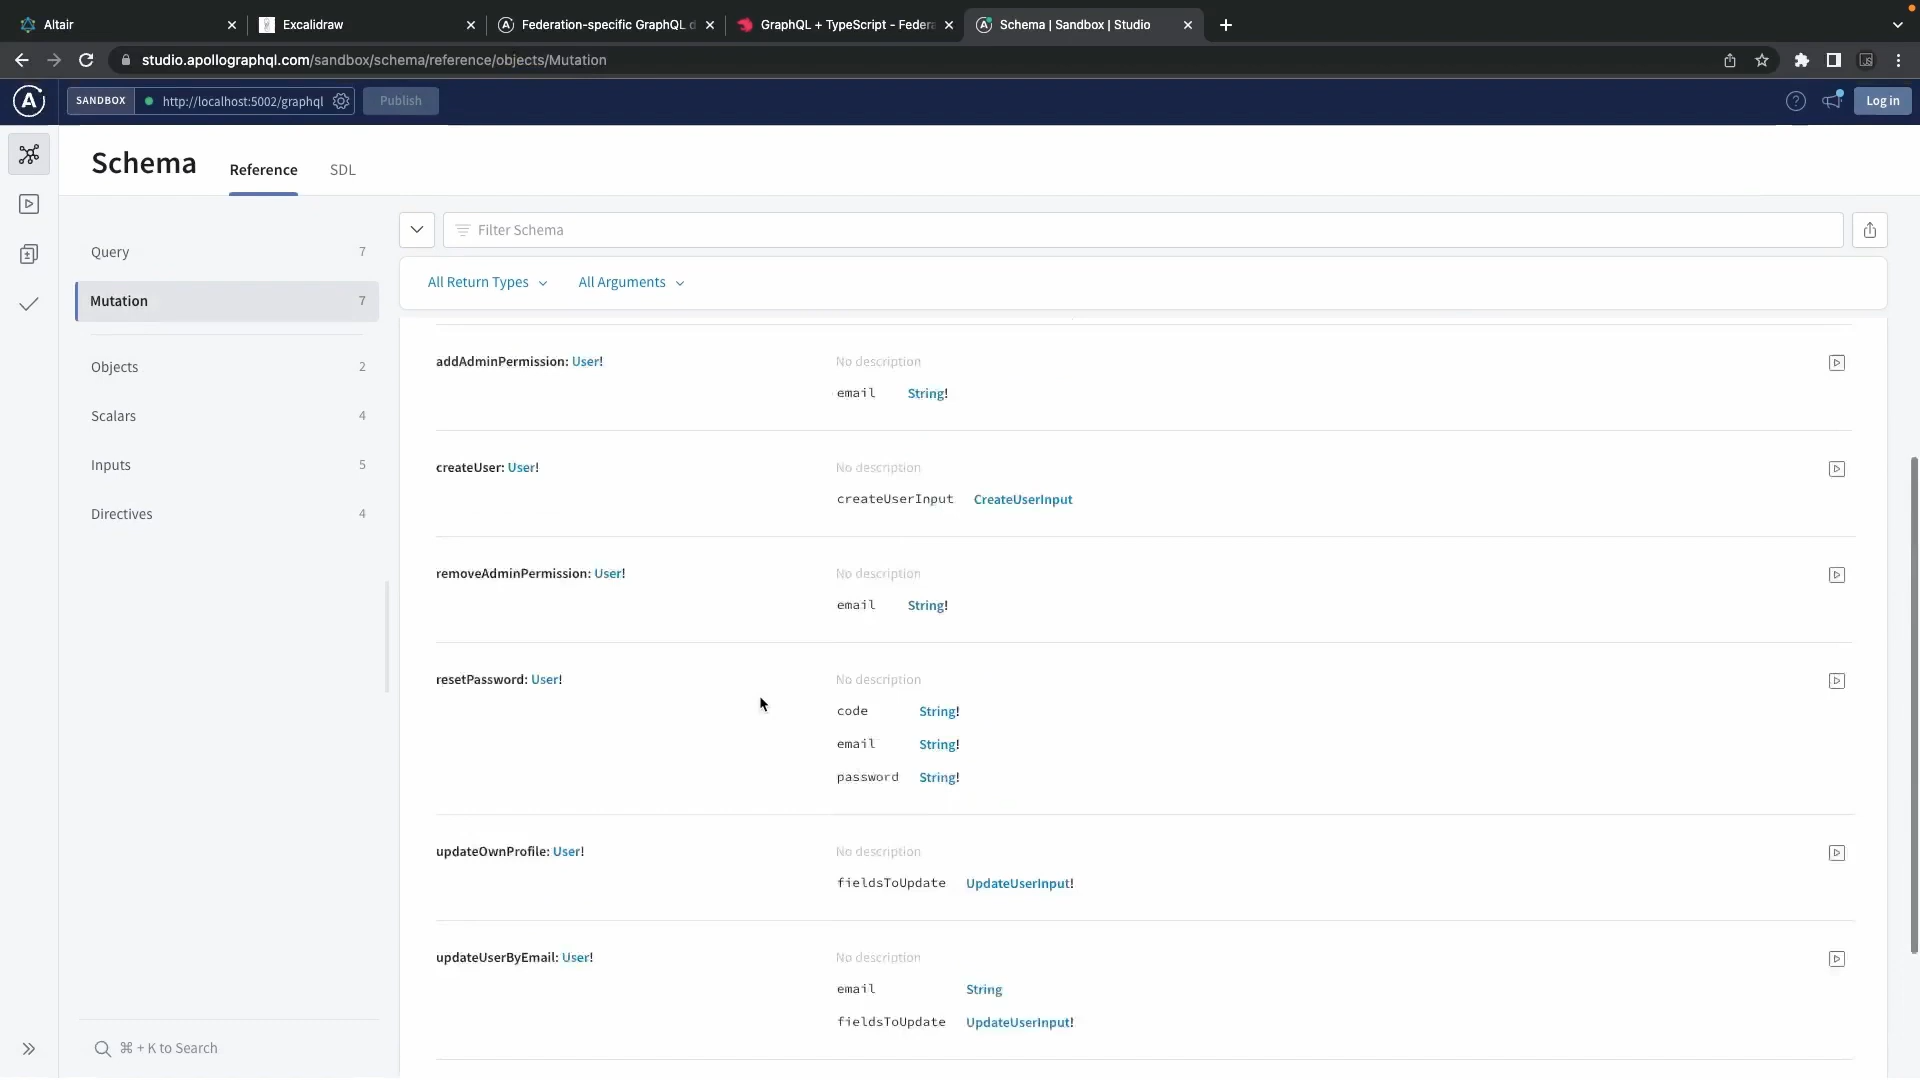 Altair
Excalidraw
Federation-specific GraphQL d
GraphQL + TypeScript - Federa
Schema | Sandbox | Studio
studio.apollographql.com/sandbox/schema/reference/objects/Mutation
SANDBOX
http://localhost:5002/graphql
Publish
Log in
Schema
Reference
SDL
Query 7
Mutation 7
Objects 2
Scalars 4
Inputs 5
Directives 4
⌘ + K to Search
Filter Schema
All Return Types
All Arguments
addAdminPermission: User!
No description
email String!
createUser: User!
No description
createUserInput CreateUserInput
removeAdminPermission: User!
No description
email String!
resetPassword: User!
No description
code String!
email String!
password String!
updateOwnProfile: User!
No description
fieldsToUpdate UpdateUserInput!
updateUserByEmail: User!
No description
email String
fieldsToUpdate UpdateUserInput!